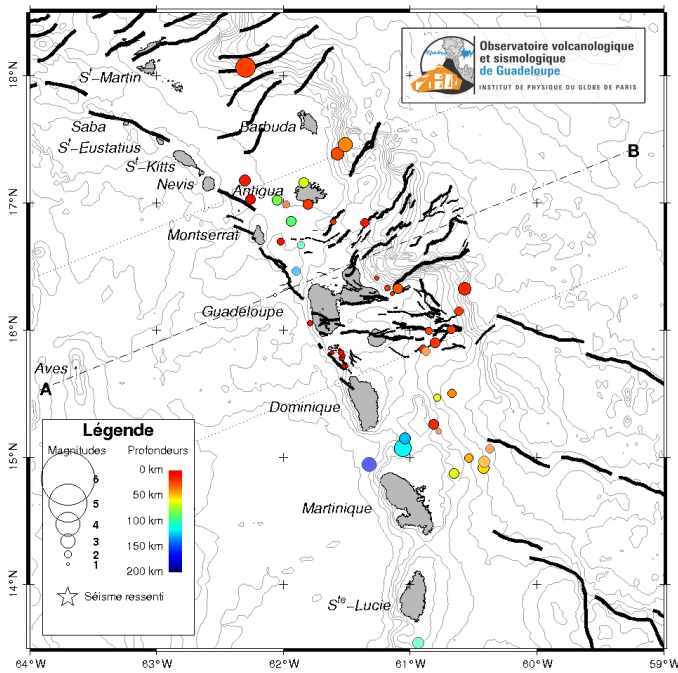 Observatoire volcanologique
et sismologique
de Guadeloupe
INSTITUT DE PHYSIQUE DU GLOBE DE PARIS
18°N
17°N
16°N
15°N
14°N
St-Martin
Saba
St-Eustatius
St-Kitts
Nevis
Barbuda
Antigua
Montserrat
B
Guadeloupe
Aves
A
Dominique
Martinique
Ste-Lucie
Légende
Magnitudes
6
5
4
3
2
1
Profondeurs
0 km
50 km
100 km
150 km
200 km
Séisme ressenti
64°W
63°W
62°W
61°W
60°W
59°W